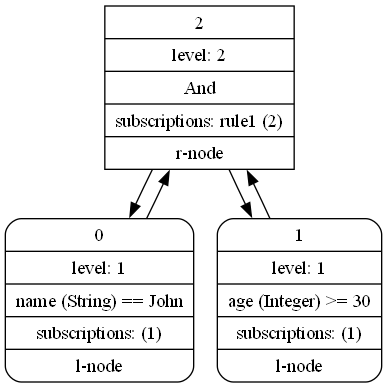 2
level: 2
And
subscriptions: rule1 (2)
r-node
0
level: 1
name (String) == John
subscriptions: (1)
l-node
1
level: 1
age (Integer) >= 30
subscriptions: (1)
l-node